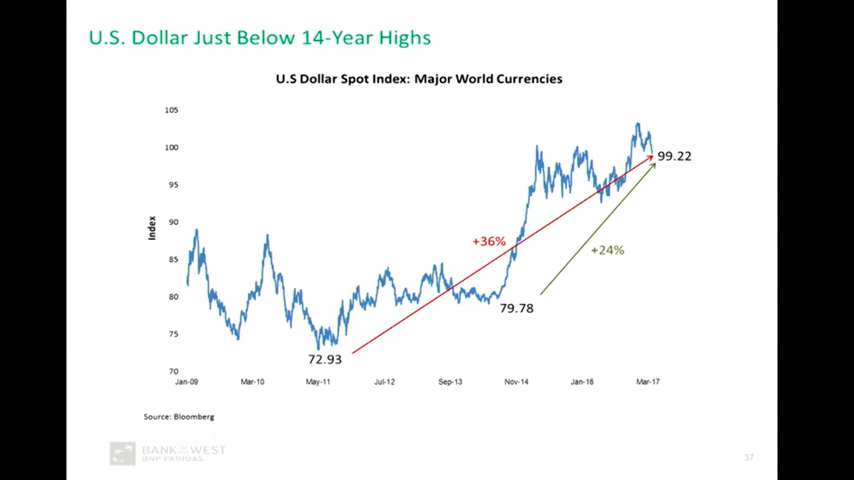 U.S. Dollar Just Below 14-Year Highs
U.S Dollar Spot Index: Major World Currencies
105
100
95
90
85
80
75
70
Index
99.22
+36%
+24%
79.78
72.93
Jan-09 Mar-10 May-11 Jul-12 Sep-13 Nov-14 Jan-16 Mar-17
Source: Bloomberg
BANK OF THE WEST
BNP PARIBAS
37